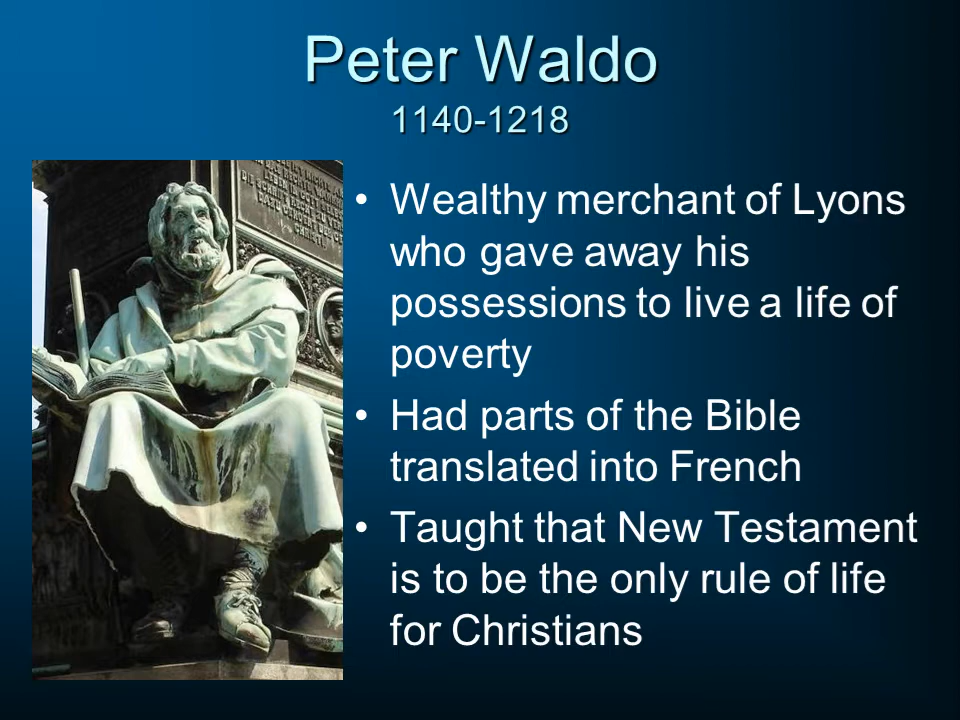 Peter Waldo
1140-1218
• Wealthy merchant of Lyons
who gave away his
possessions to live a life of
poverty
• Had parts of the Bible
translated into French
• Taught that New Testament
is to be the only rule of life
for Christians